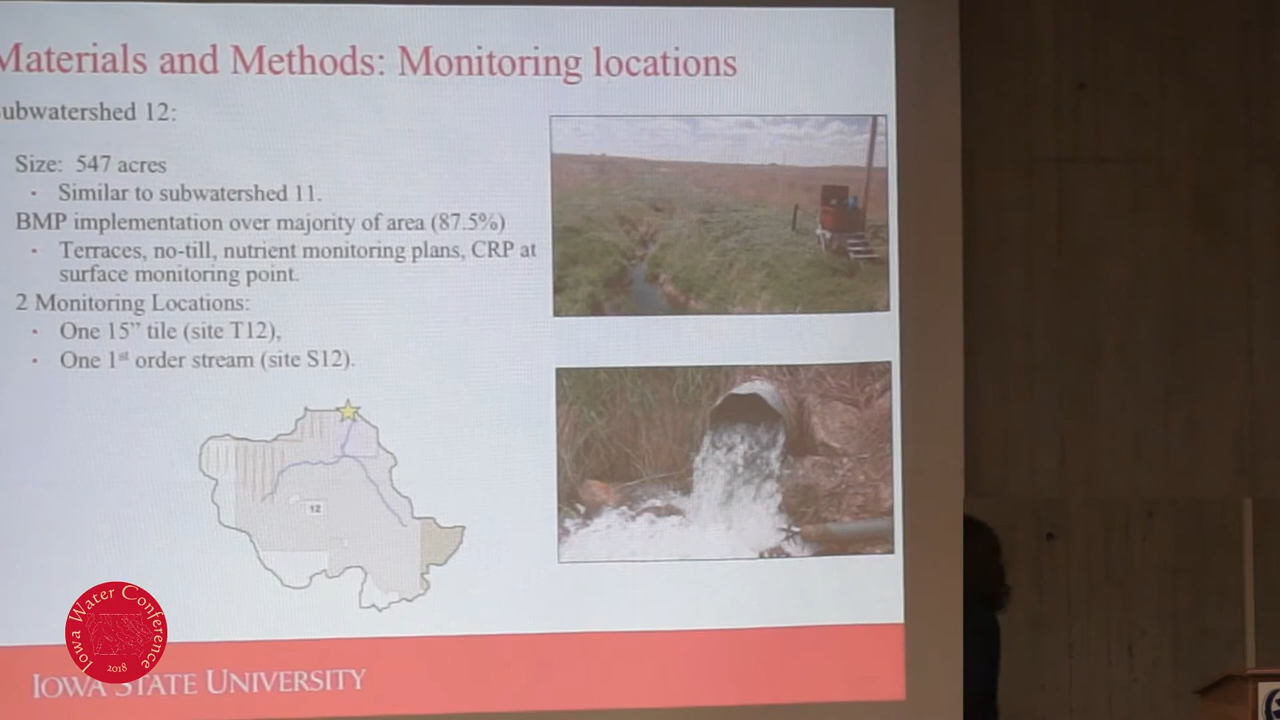 Materials and Methods: Monitoring locations
ubwatershed 12:
Size: 547 acres
· Similar to subwatershed 11.
BMP implementation over majority of area (87.5%)
· Terraces, no-till, nutrient monitoring plans, CRP at
surface monitoring point.
2 Monitoring Locations:
· One 15” tile (site T12),
· One 1st order stream (site S12).
12
Iowa Water Conference
2018
IOWA STATE UNIVERSITY